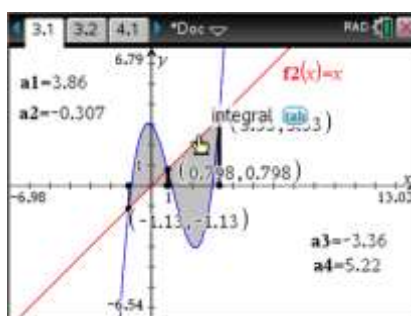 3.1 3.2 4.1 *Doc RAD
6.79 y
a1=3.86
a2=-0.307
f2(x)=x
integral tab
(0.798,0.798)
x
-6.98 1 13.03
(-1.13,-1.13)
a3=-3.36
a4=5.22
-6.54